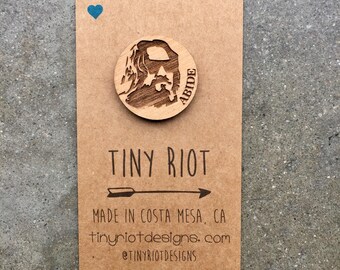 ABIDE
TINY RIOT
MADE IN COSTA MESA, CA
tinyriotdesigns.com
@TINYRIOTDESIGNS